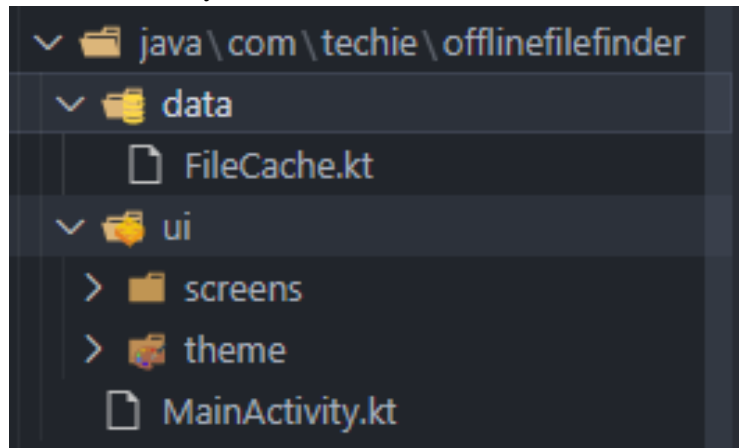 java\com\techie\offlinefilefinder
data
FileCache.kt
ui
screens
theme
MainActivity.kt